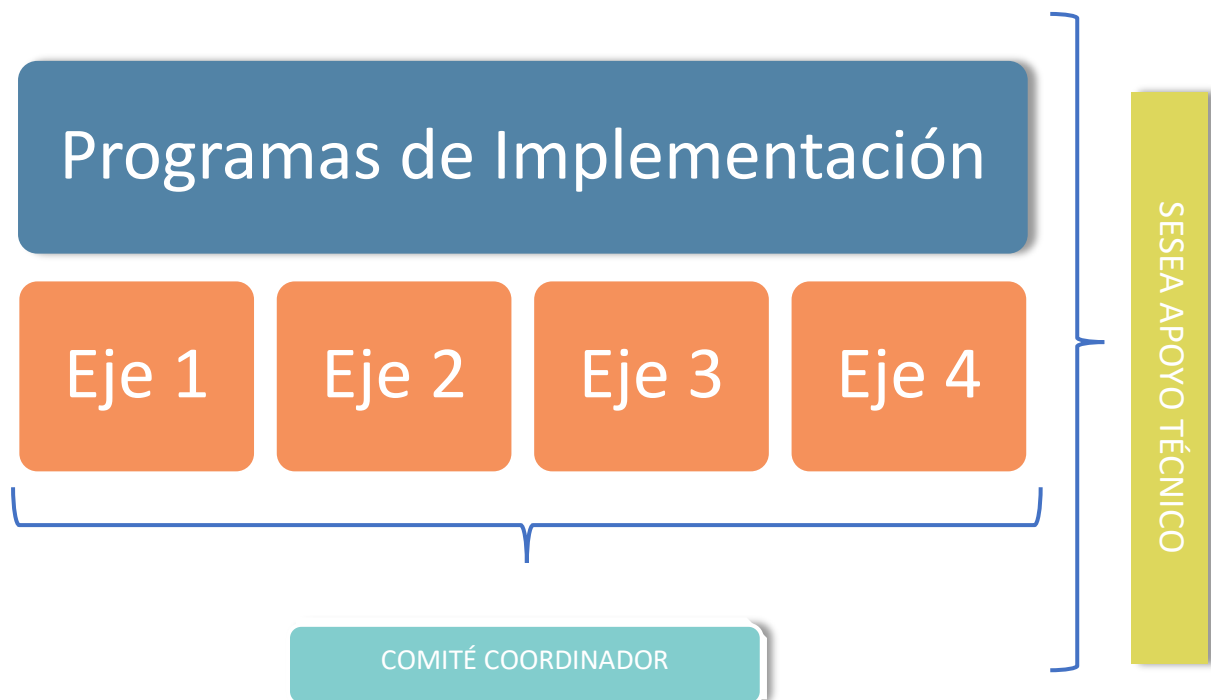 Programas de Implementación
Eje 1
Eje 2
Eje 3
Eje 4
COMITÉ COORDINADOR
SESEA APOYO TÉCNICO